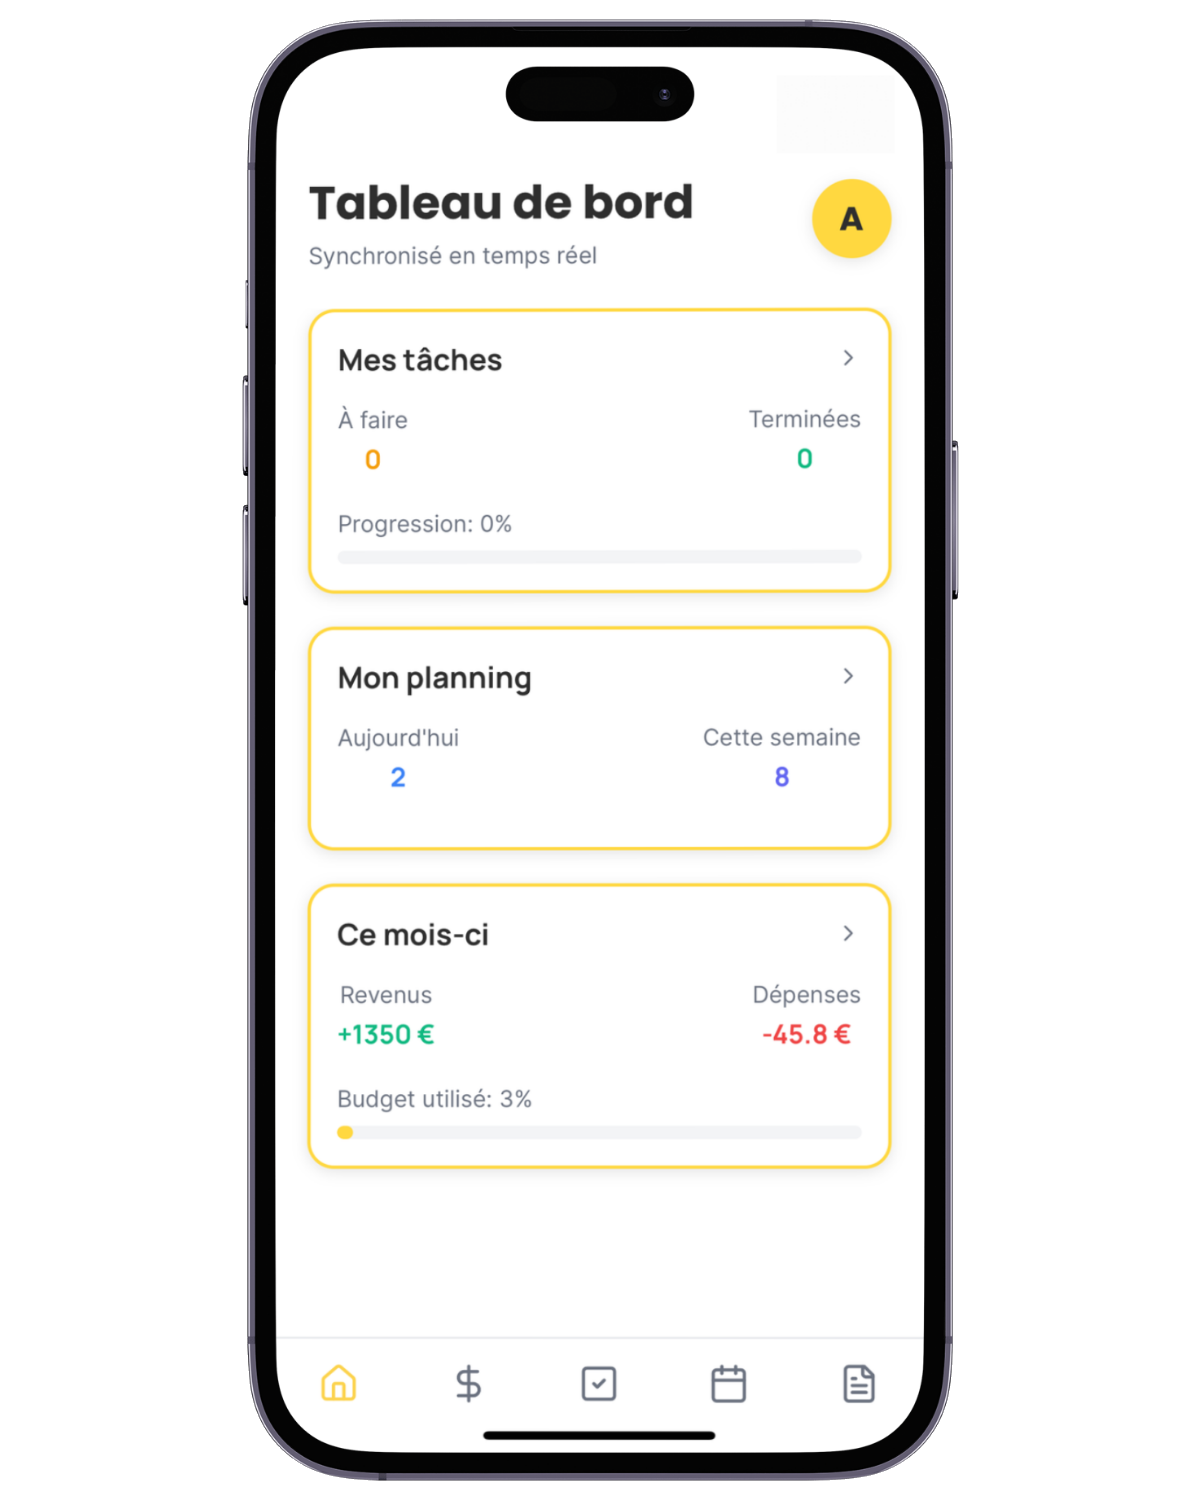 Tableau de bord
A
Synchronisé en temps réel
Mes tâches
À faire
Terminées
0
0
Progression: 0%
Mon planning
Aujourd'hui
Cette semaine
2
8
Ce mois-ci
Revenus
Dépenses
+1350 €
-45.8 €
Budget utilisé: 3%